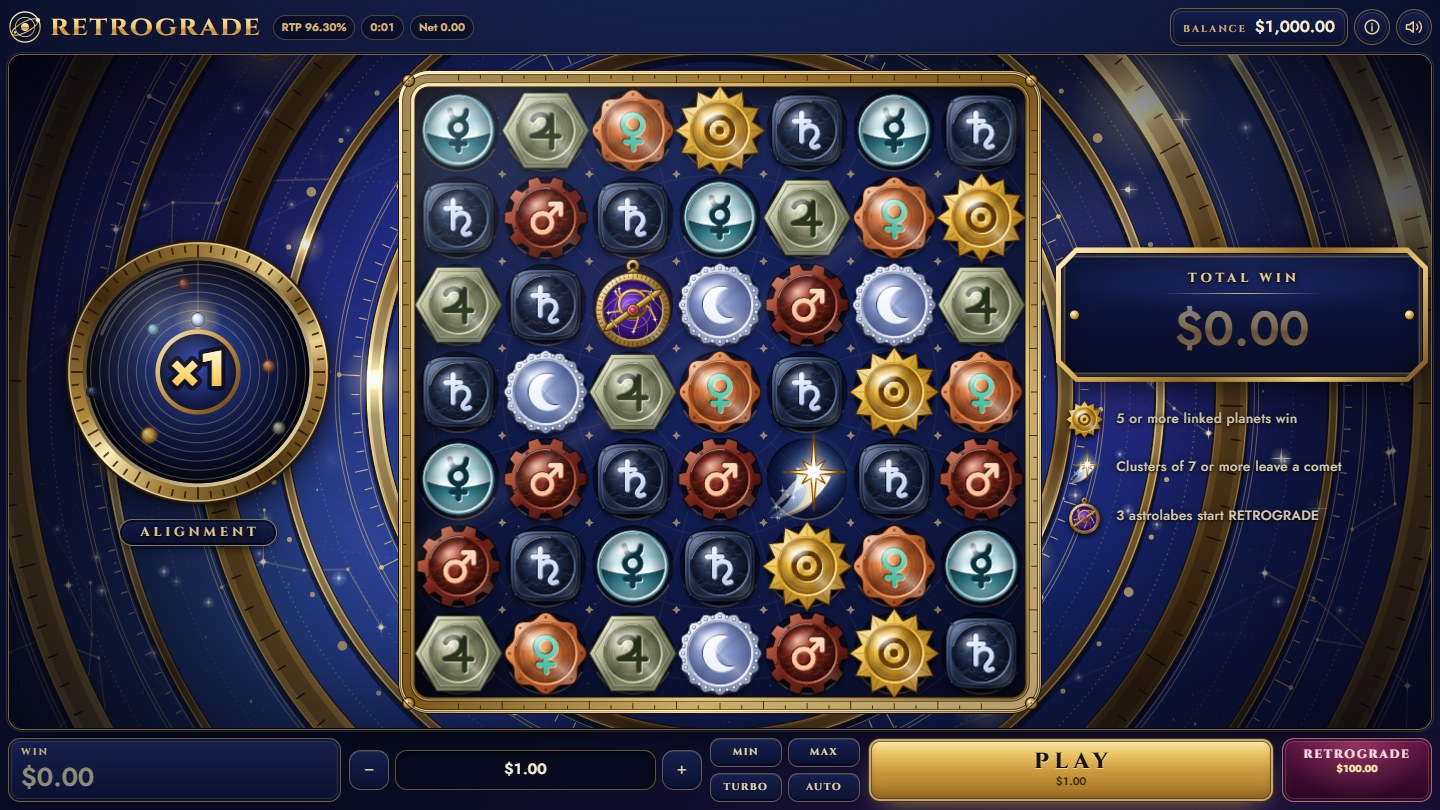 RETROGRADE
RTP 96.30%
0:01
Net 0.00
BALANCE $1,000.00
×1
ALIGNMENT
TOTAL WIN
$0.00
5 or more linked planets win
Clusters of 7 or more leave a comet
3 astrolabes start RETROGRADE
WIN
$0.00
−
$1.00
+
MIN
MAX
TURBO
AUTO
PLAY
$1.00
RETROGRADE
$100.00